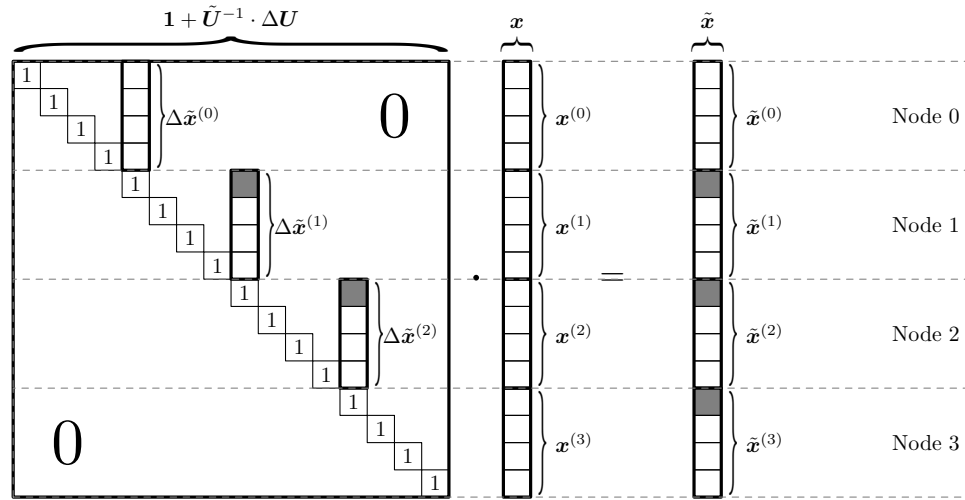 𝟏 + Ũ⁻¹ · ΔU
x
x̃
1
1
1
1
Δx̃⁽⁰⁾
0
x⁽⁰⁾
x̃⁽⁰⁾
Node 0
1
1
1
1
Δx̃⁽¹⁾
x⁽¹⁾
x̃⁽¹⁾
Node 1
·
=
1
1
1
1
Δx̃⁽²⁾
x⁽²⁾
x̃⁽²⁾
Node 2
1
1
1
1
0
x⁽³⁾
x̃⁽³⁾
Node 3